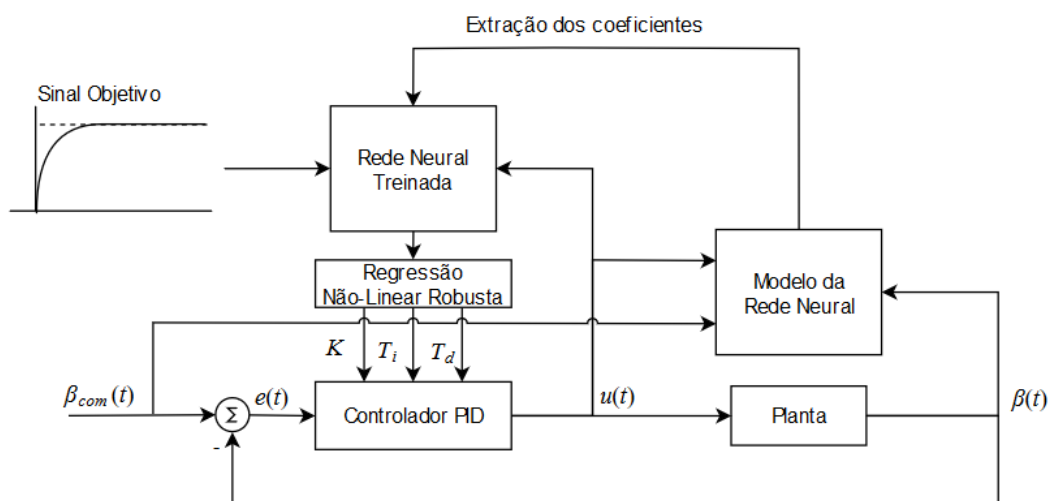 Extração dos coeficientes
Sinal Objetivo
Rede Neural
Treinada
Regressão
Não-Linear Robusta
Modelo da
Rede Neural
K
T_i
T_d
β_com(t)
Σ
-
e(t)
Controlador PID
u(t)
Planta
β(t)